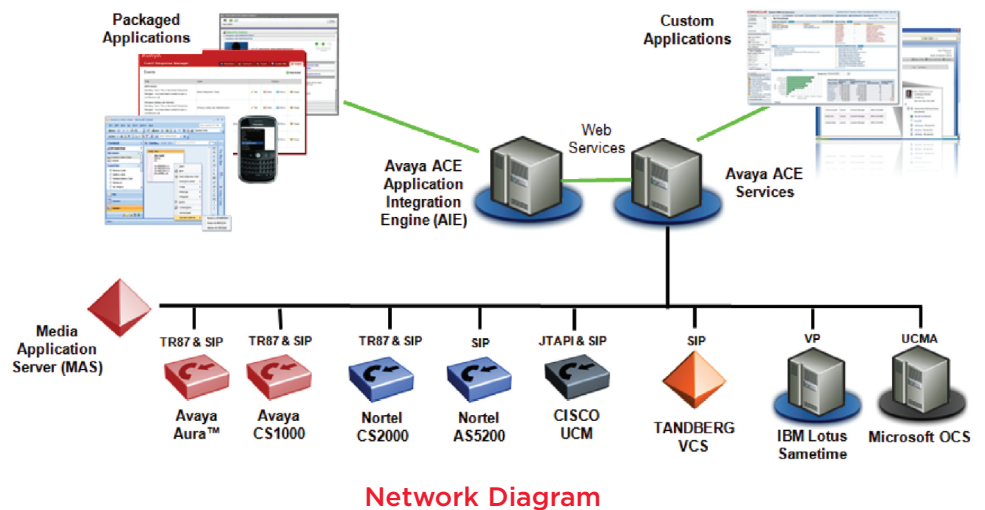 Packaged
Applications
Custom
Applications
Web
Services
Avaya ACE
Application
Integration
Engine (AIE)
Avaya ACE
Services
Media
Application
Server (MAS)
TR87 & SIP
TR87 & SIP
TR87 & SIP
SIP
JTAPI & SIP
SIP
VP
UCMA
Avaya
Aura™
Avaya
CS1000
Nortel
CS2000
Nortel
AS5200
CISCO
UCM
TANDBERG
VCS
IBM Lotus
Sametime
Microsoft OCS
Network Diagram